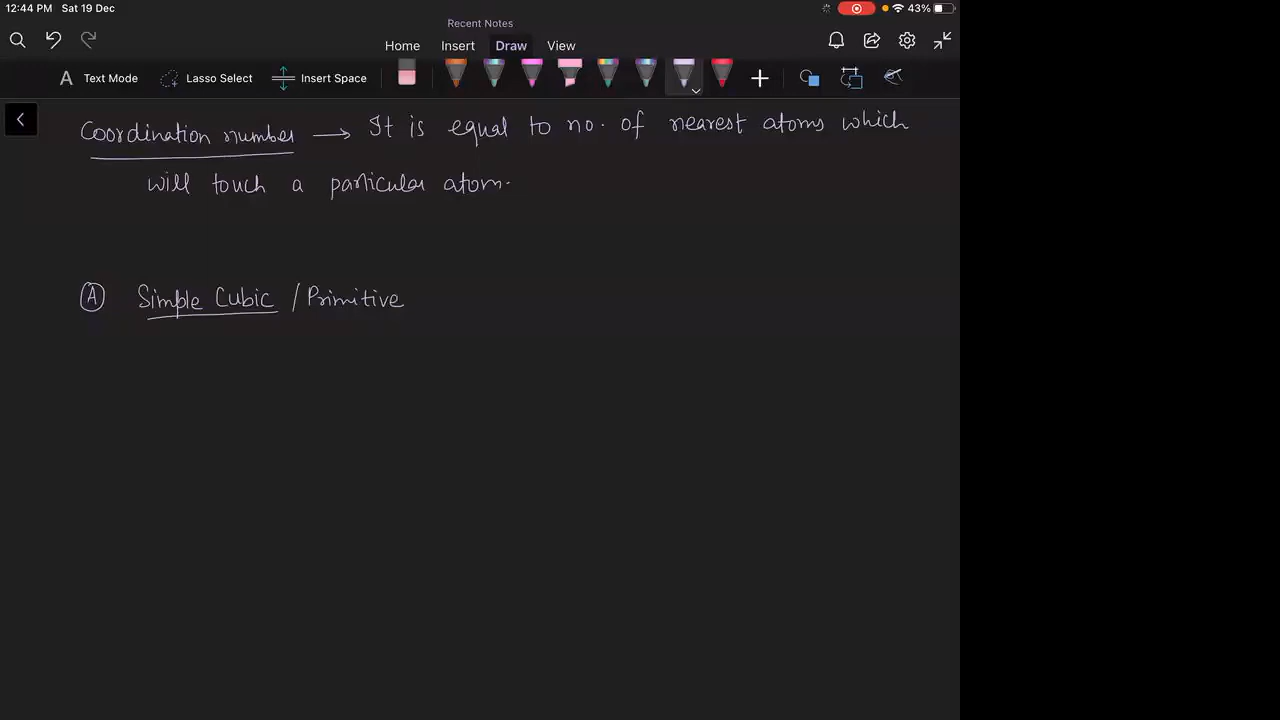 12:44 PM Sat 19 Dec 43%
Recent Notes
Home Insert Draw View
Text Mode Lasso Select Insert Space
Coordination number → It is equal to no. of nearest atoms which
will touch a particular atom.
A Simple Cubic / Primitive